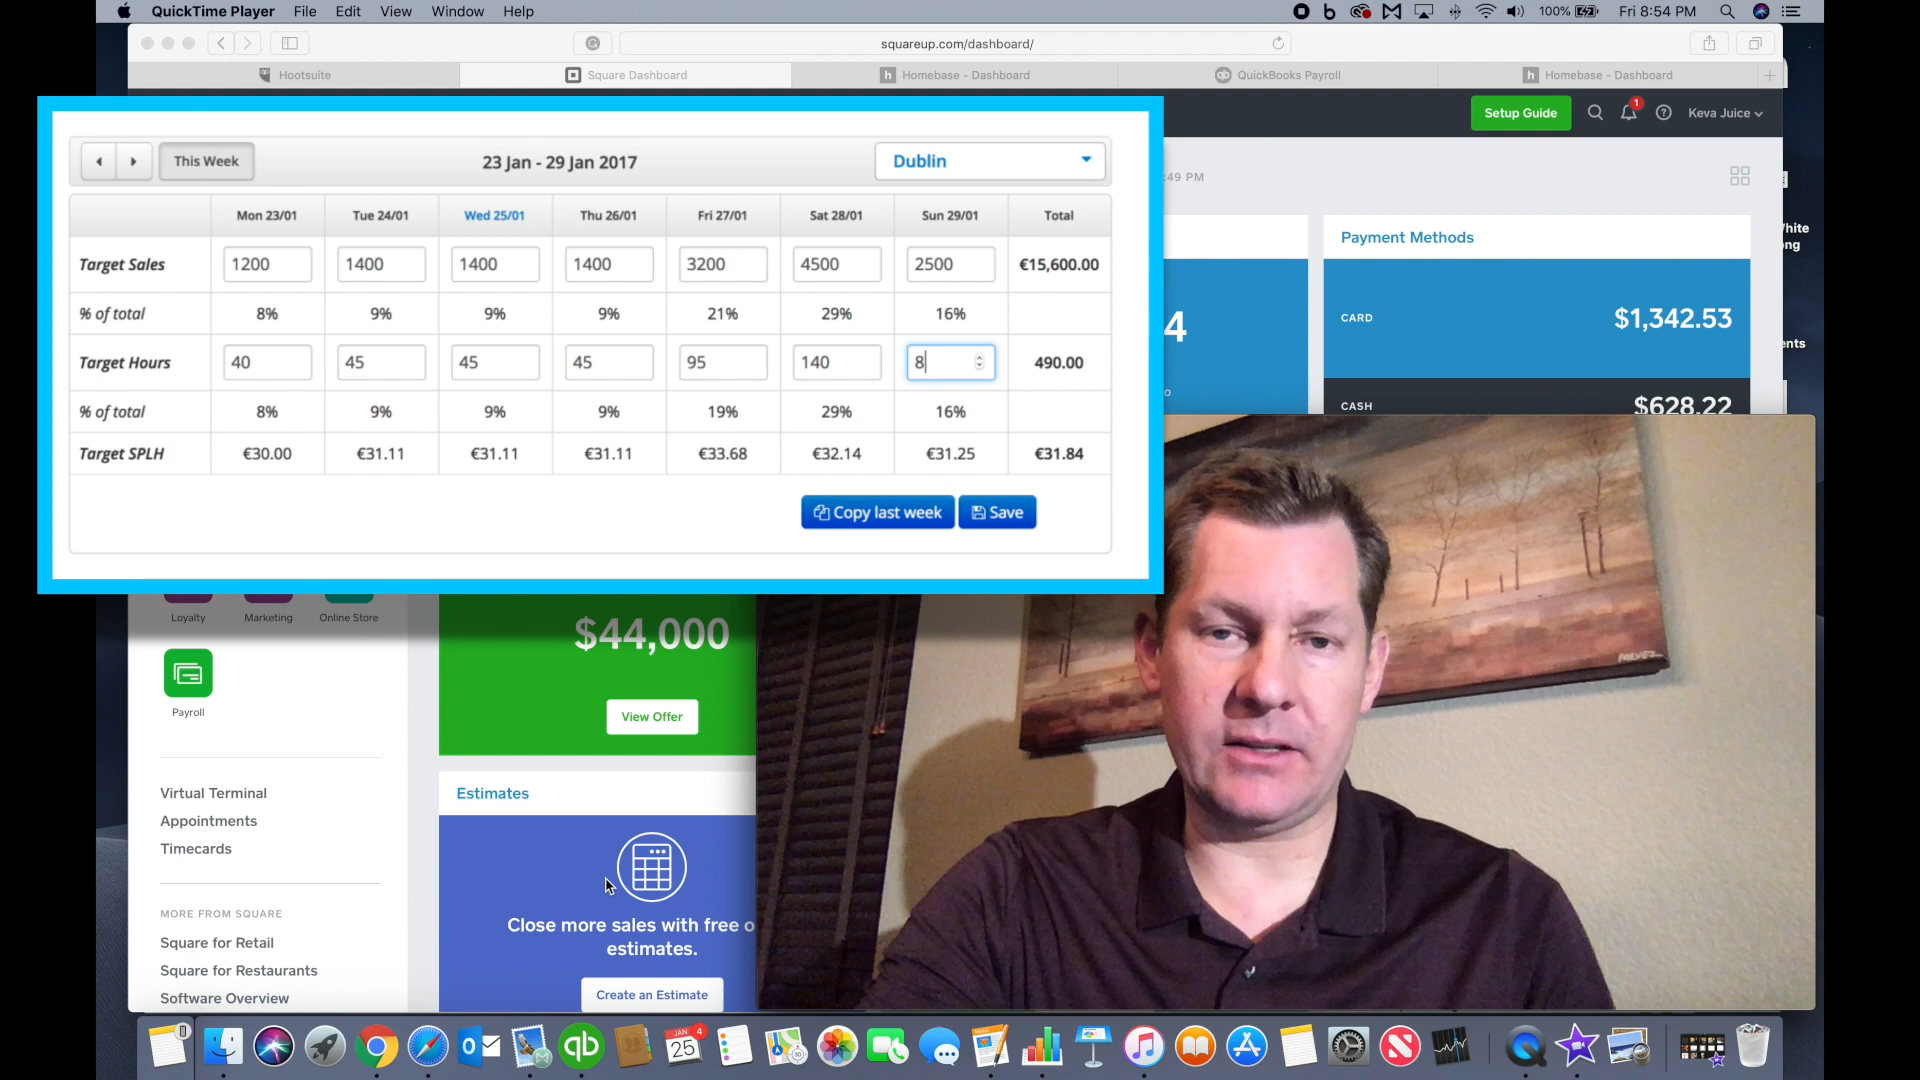 QuickTime Player File Edit View Window Help
100% Fri 8:54 PM
squareup.com/dashboard/
Hootsuite
Square Dashboard
Homebase - Dashboard
QuickBooks Payroll
Homebase - Dashboard
Setup Guide
1
Keva Juice
This Week
23 Jan - 29 Jan 2017
Dublin
:49 PM
Mon 23/01 Tue 24/01 Wed 25/01 Thu 26/01 Fri 27/01 Sat 28/01 Sun 29/01 Total
Target Sales 1200 1400 1400 1400 3200 4500 2500 €15,600.00
% of total 8% 9% 9% 9% 21% 29% 16%
Target Hours 40 45 45 45 95 140 8 490.00
% of total 8% 9% 9% 9% 19% 29% 16%
Target SPLH €30.00 €31.11 €31.11 €31.11 €33.68 €32.14 €31.25 €31.84
Copy last week Save
Payment Methods
4
CARD $1,342.53
CASH $628.22
Loyalty Marketing Online Store
Payroll
$44,000
View Offer
Virtual Terminal
Appointments
Timecards
MORE FROM SQUARE
Square for Retail
Square for Restaurants
Software Overview
Estimates
Close more sales with free o
estimates.
Create an Estimate
JAN 4
25